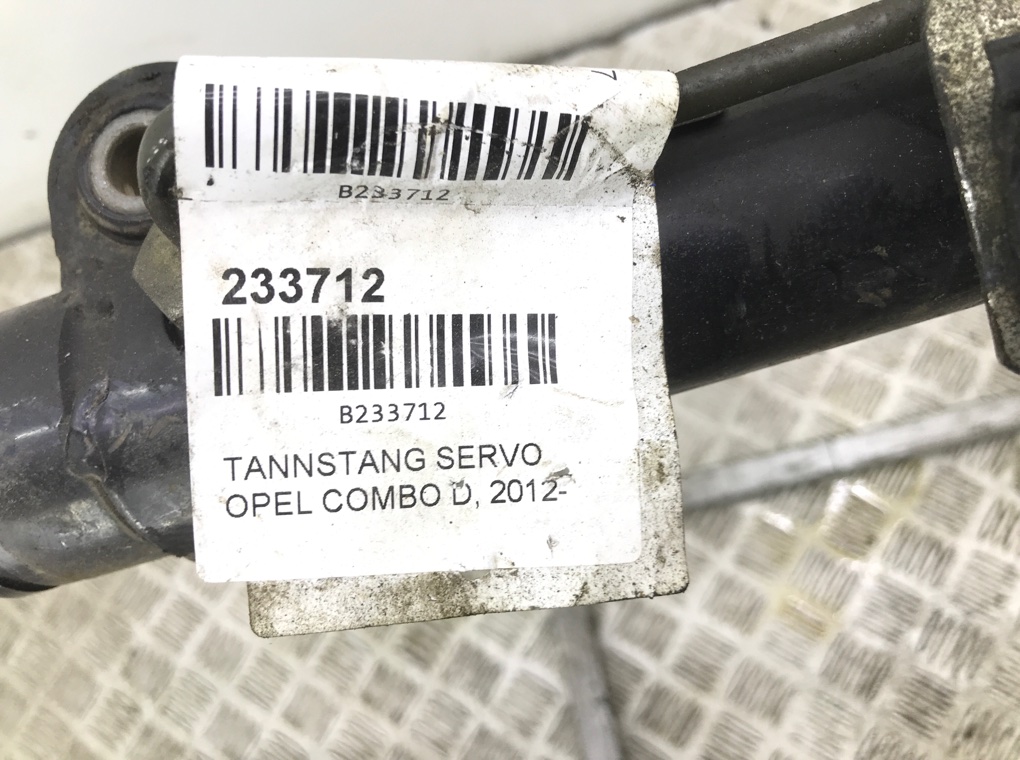 B233712
233712
B233712
TANNSTANG SERVO
OPEL COMBO D, 2012-